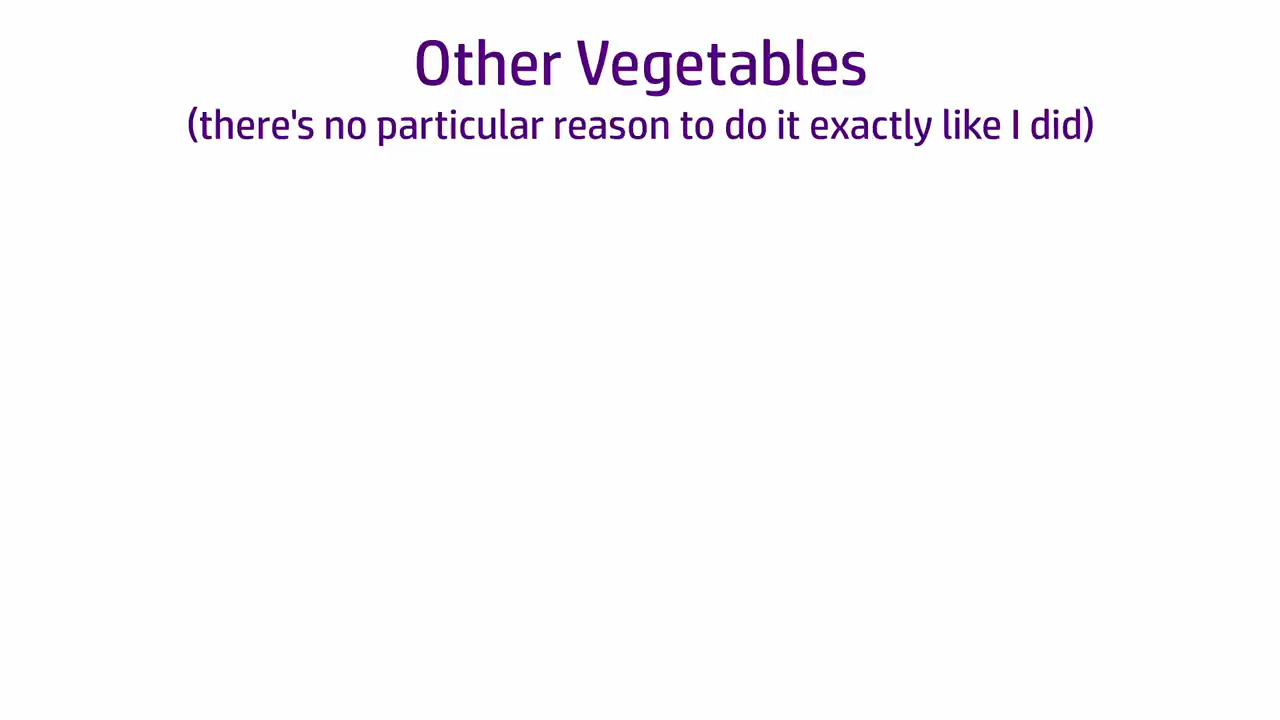 Other Vegetables
(there's no particular reason to do it exactly like I did)